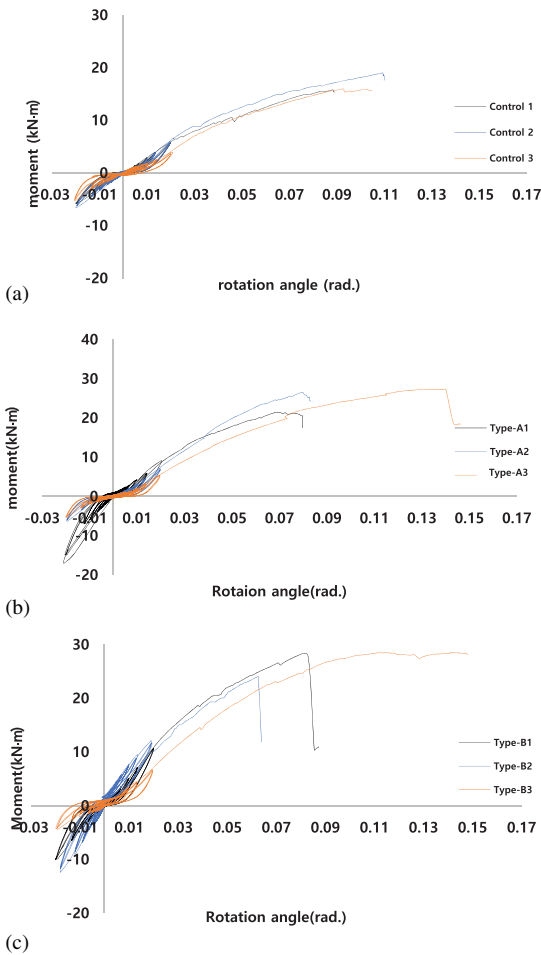 30
20
10
0
-10
-20
-0.03 -0.01 0.01 0.03 0.05 0.07 0.09 0.11 0.13 0.15 0.17
moment (kN·m)
rotation angle (rad.)
Control 1
Control 2
Control 3
(a)
40
30
20
10
0
-10
-20
-0.03 -0.01 0.01 0.03 0.05 0.07 0.09 0.11 0.13 0.15 0.17
moment(kN·m)
Rotaion angle(rad.)
Type-A1
Type-A2
Type-A3
(b)
30
20
10
0
-10
-20
-0.03 -0.01 0.01 0.03 0.05 0.07 0.09 0.11 0.13 0.15 0.17
Moment(kN·m)
Rotation angle(rad.)
Type-B1
Type-B2
Type-B3
(c)